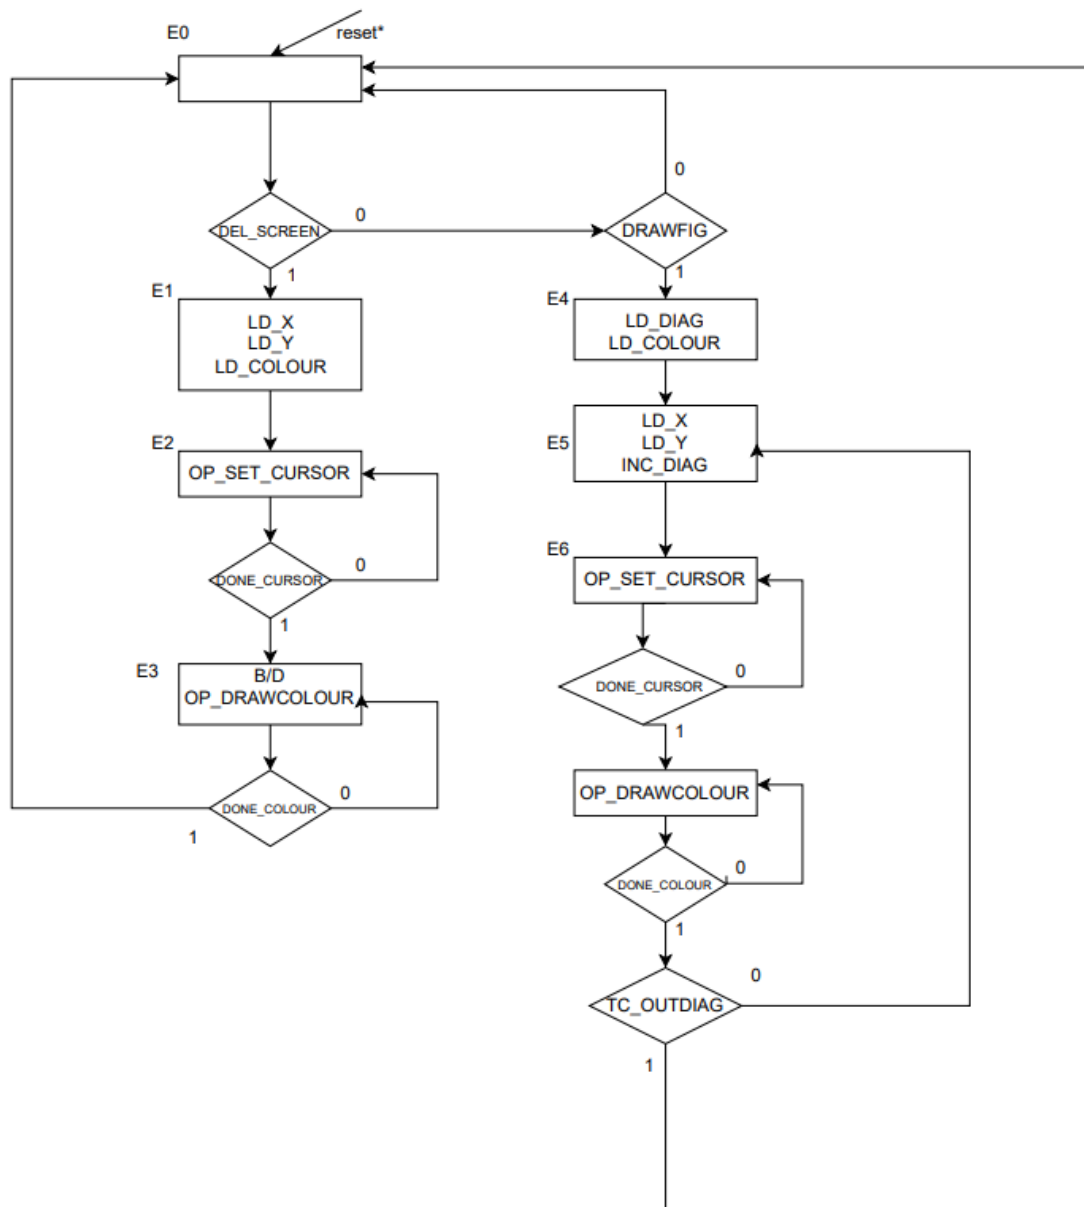 E0
reset*
0
DEL_SCREEN
0
DRAWFIG
1
1
E1
LD_X
LD_Y
LD_COLOUR
E4
LD_DIAG
LD_COLOUR
E5
LD_X
LD_Y
INC_DIAG
E2
OP_SET_CURSOR
DONE_CURSOR
0
1
E6
OP_SET_CURSOR
DONE_CURSOR
0
1
E3
B/D
OP_DRAWCOLOUR
DONE_COLOUR
0
1
OP_DRAWCOLOUR
DONE_COLOUR
0
1
TC_OUTDIAG
0
1